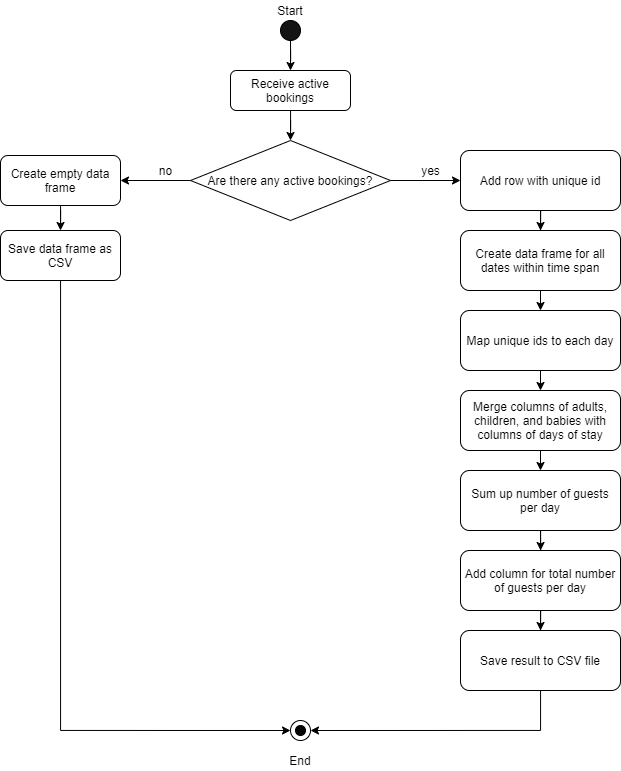 Start
Receive active
bookings
Are there any active bookings?
no
yes
Create empty data
frame
Save data frame as
CSV
Add row with unique id
Create data frame for all
dates within time span
Map unique ids to each day
Merge columns of adults,
children, and babies with
columns of days of stay
Sum up number of guests
per day
Add column for total number
of guests per day
Save result to CSV file
End